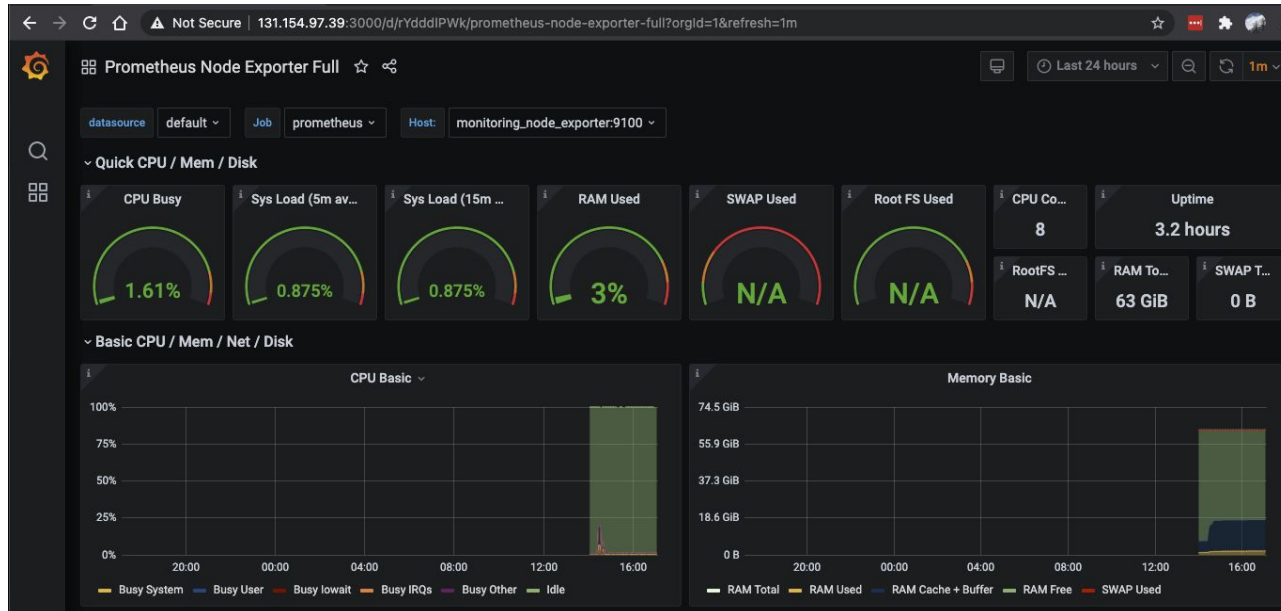 Not Secure | 131.154.97.39:3000/d/rYdddlPWk/prometheus-node-exporter-full?orgId=1&refresh=1m
Prometheus Node Exporter Full
Last 24 hours
1m
datasource default Job prometheus Host: monitoring_node_exporter:9100
Quick CPU / Mem / Disk
CPU Busy
1.61%
Sys Load (5m av...
0.875%
Sys Load (15m ...
0.875%
RAM Used
3%
SWAP Used
N/A
Root FS Used
N/A
CPU Co...
8
Uptime
3.2 hours
RootFS ...
N/A
RAM To...
63 GiB
SWAP T...
0 B
Basic CPU / Mem / Net / Disk
CPU Basic
100%
75%
50%
25%
0%
20:00 00:00 04:00 08:00 12:00 16:00
Busy System Busy User Busy Iowait Busy IRQs Busy Other Idle
Memory Basic
74.5 GiB
55.9 GiB
37.3 GiB
18.6 GiB
0 B
20:00 00:00 04:00 08:00 12:00 16:00
RAM Total RAM Used RAM Cache + Buffer RAM Free SWAP Used